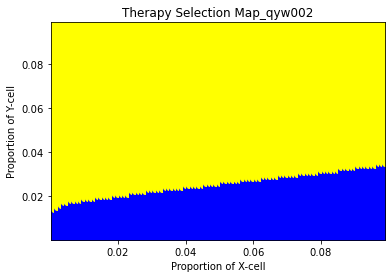 Therapy Selection Map_qyw002
Proportion of Y-cell
0.08
0.06
0.04
0.02
0.02 0.04 0.06 0.08
Proportion of X-cell